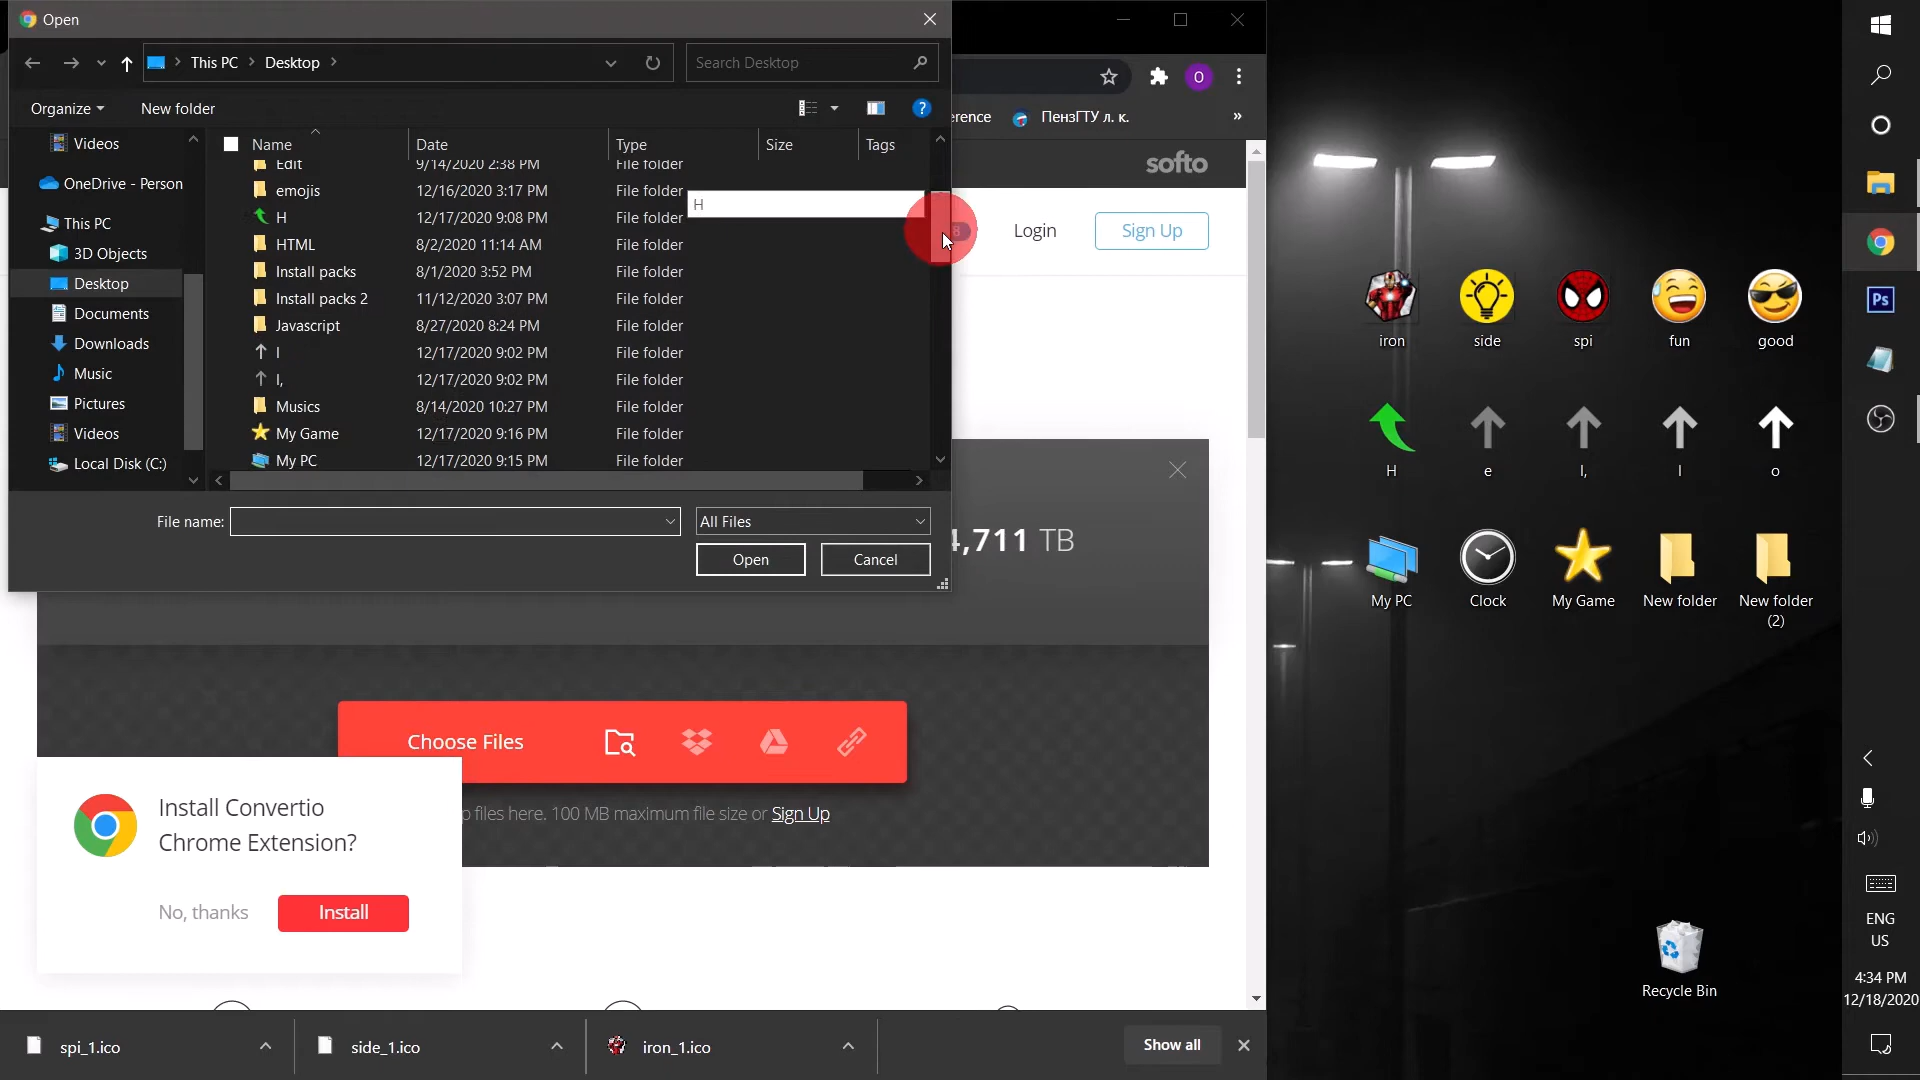 Open
This PC
Desktop
Search Desktop
Organize
New folder
Name
Date
Type
Size
Tags
Videos
OneDrive - Person
This PC
3D Objects
Desktop
Documents
Downloads
Music
Pictures
Videos
Local Disk (C:)
Edit 9/14/2020 2:38 PM File folder
emojis 12/16/2020 3:17 PM File folder
H 12/17/2020 9:08 PM File folder
HTML 8/2/2020 11:14 AM File folder
Install packs 8/1/2020 3:52 PM File folder
Install packs 2 11/12/2020 3:07 PM File folder
Javascript 8/27/2020 8:24 PM File folder
l 12/17/2020 9:02 PM File folder
l, 12/17/2020 9:02 PM File folder
Musics 8/14/2020 10:27 PM File folder
My Game 12/17/2020 9:16 PM File folder
My PC 12/17/2020 9:15 PM File folder
H
File name:
All Files
Open
Cancel
O
erence
ПензГТУ л. к.
»
softo
8
Login
Sign Up
4,711 TB
Choose Files
p files here. 100 MB maximum file size or Sign Up
Install Convertio
Chrome Extension?
No, thanks
Install
spi_1.ico
side_1.ico
iron_1.ico
Show all
iron
side
spi
fun
good
H
e
l,
l
o
My PC
Clock
My Game
New folder
New folder
(2)
Recycle Bin
Ps
ENG
US
4:34 PM
12/18/2020